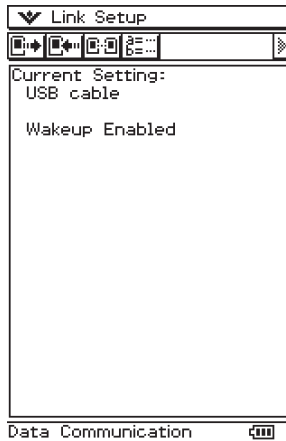 Link Setup
Current Setting:
USB cable
Wakeup Enabled
Data Communication